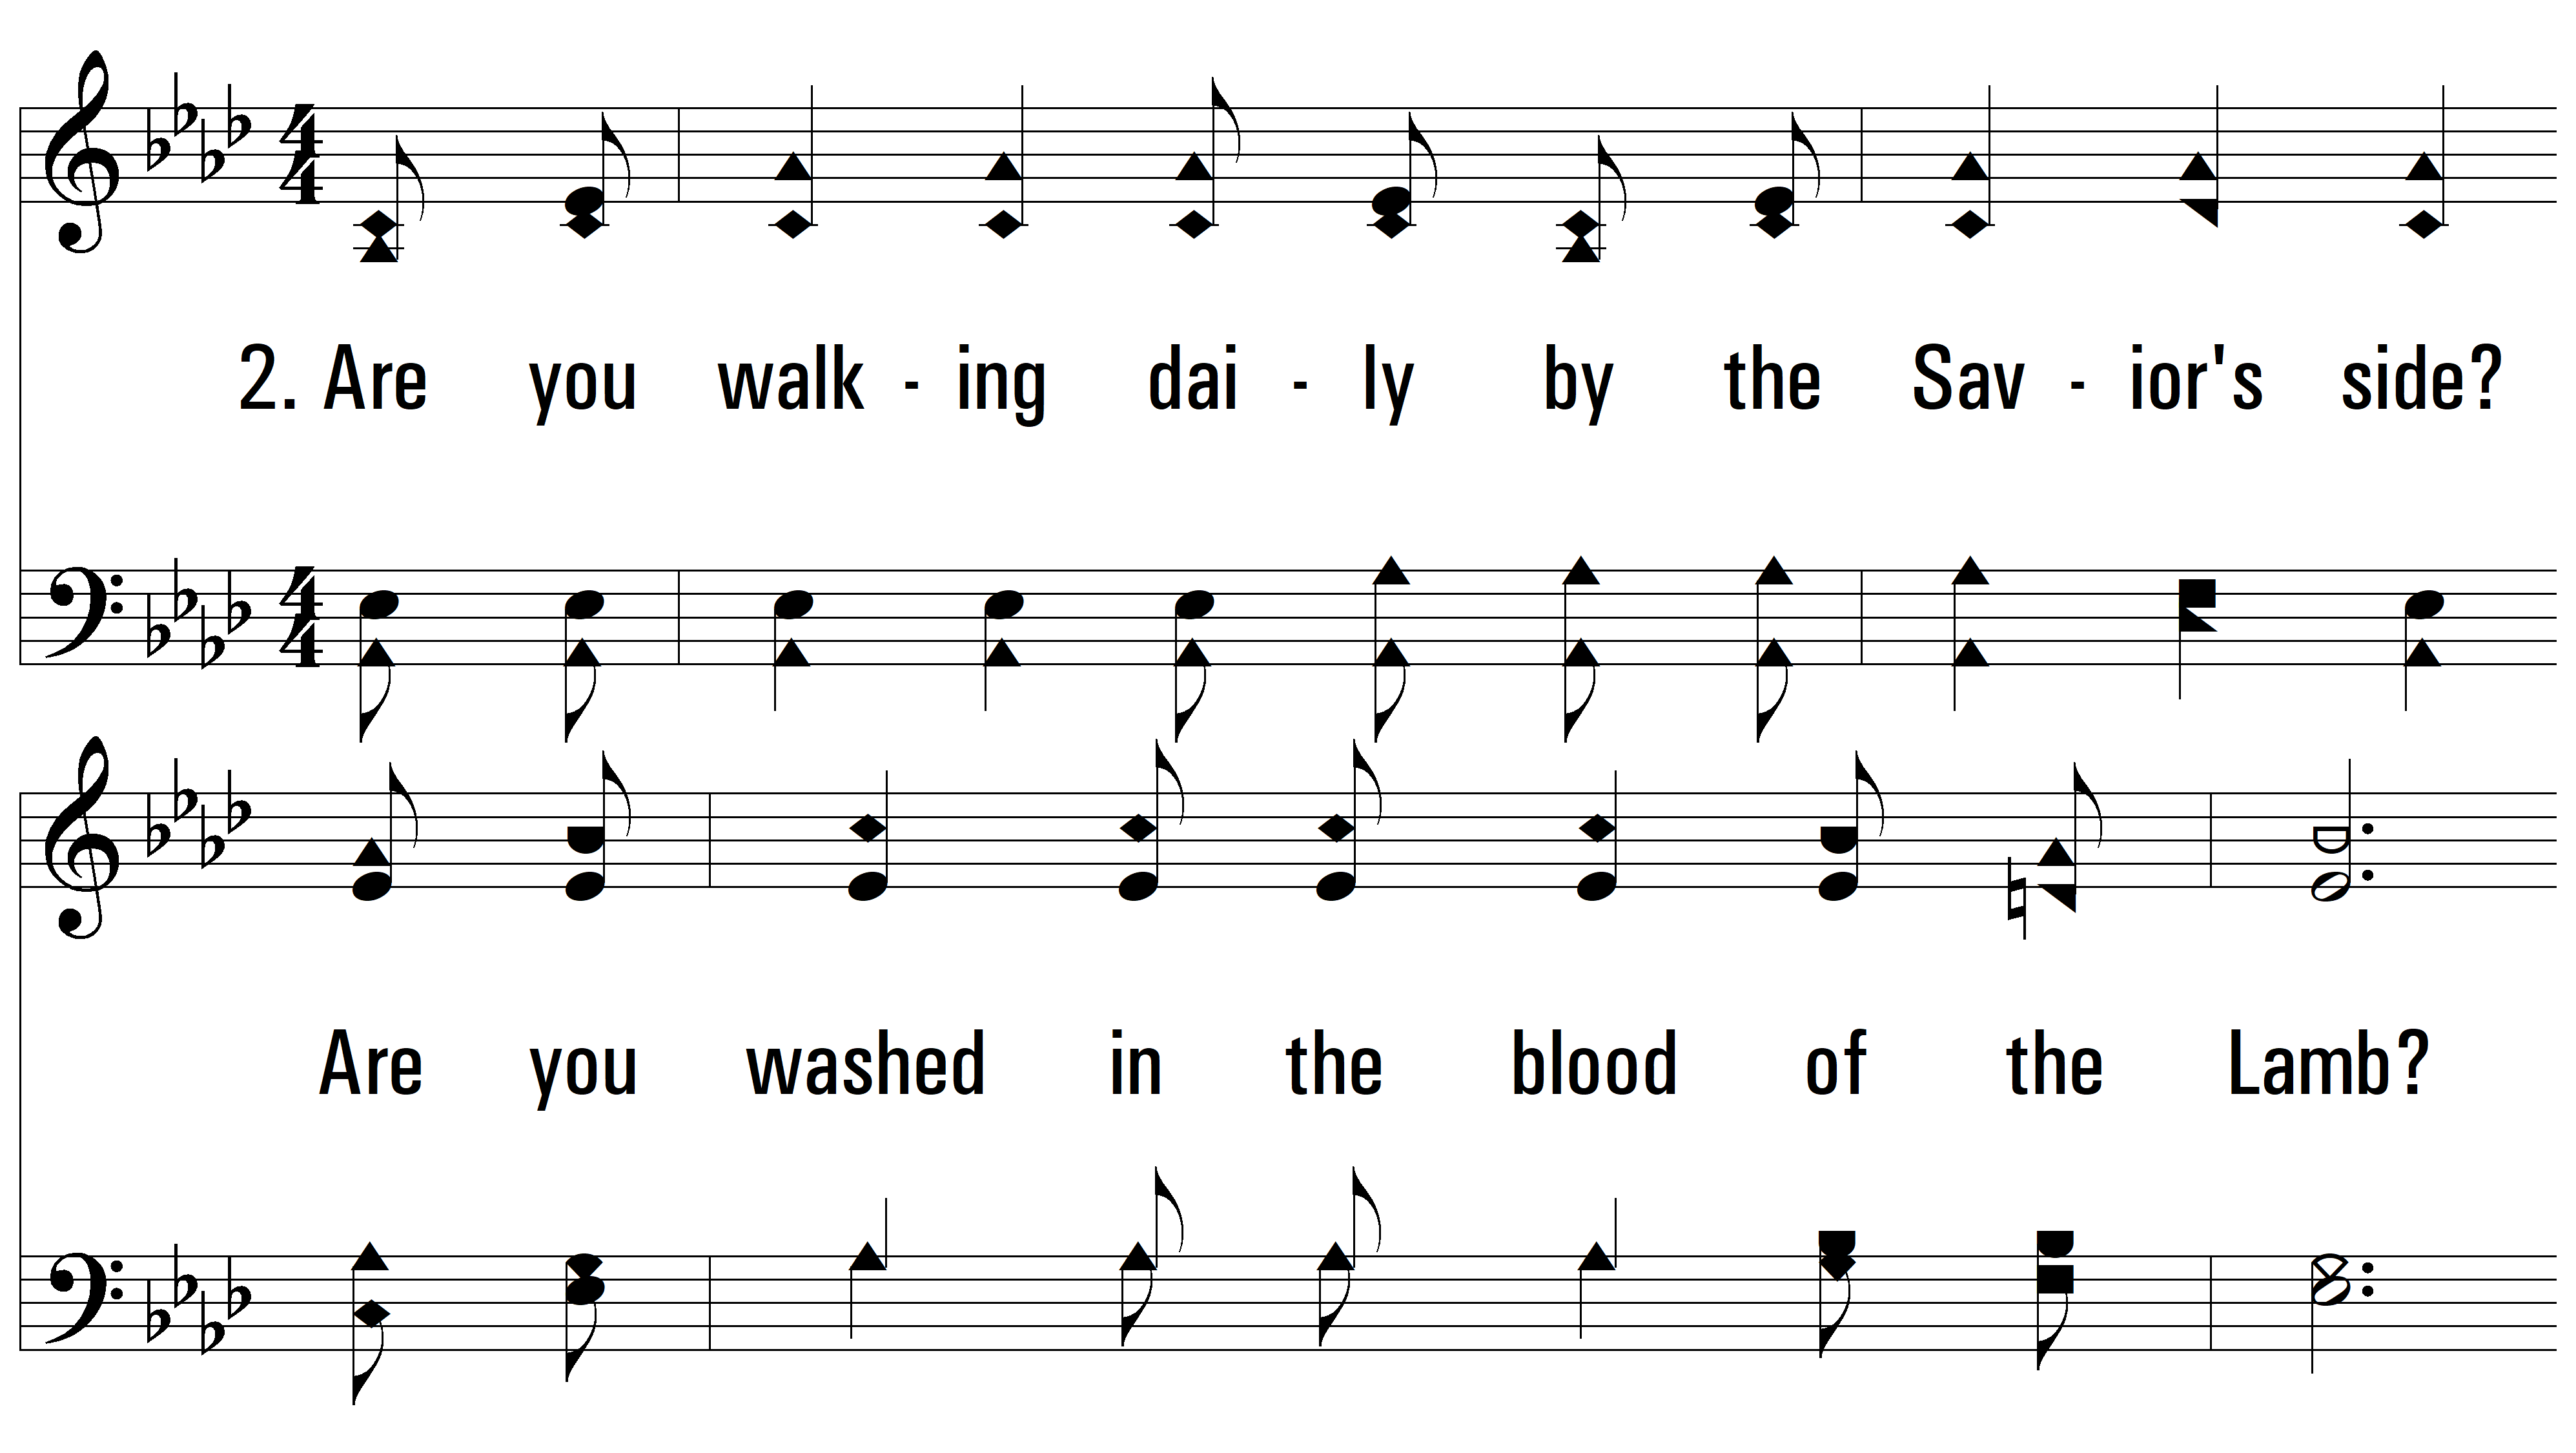 2. Are you walk - ing dai - ly by the Sav - ior's side?
Are you washed in the blood of the Lamb?